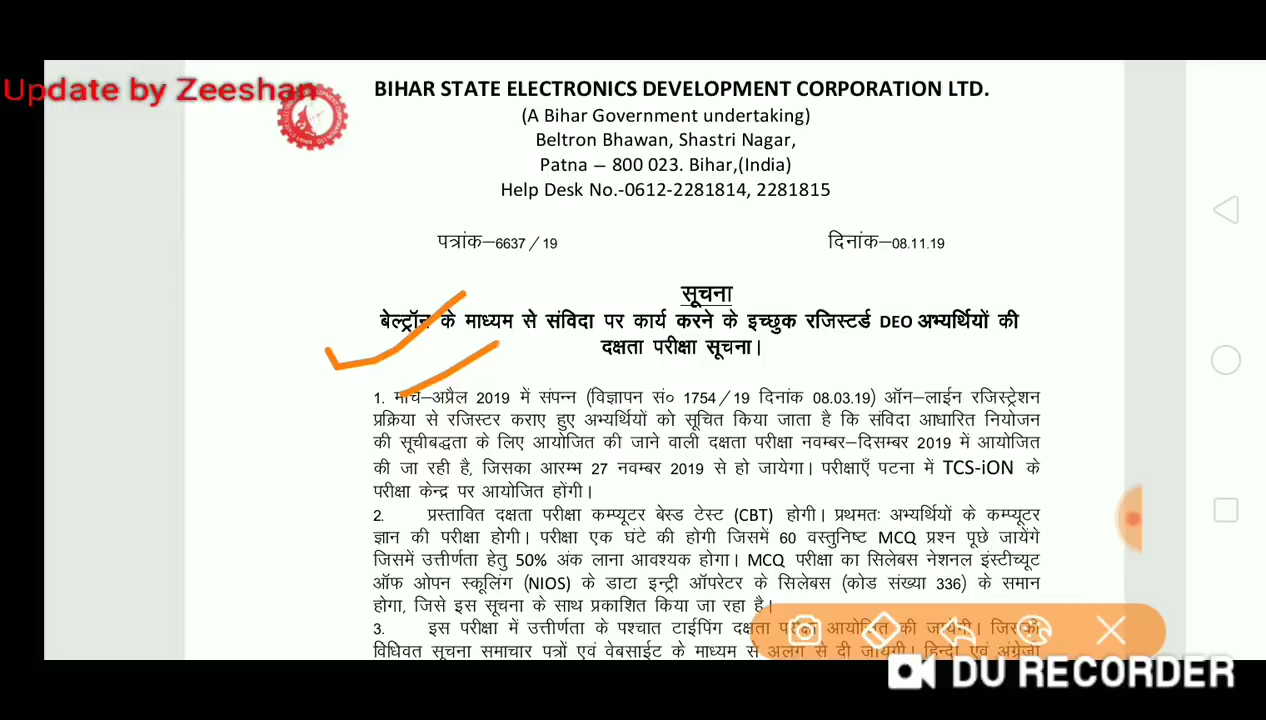 Update by Zeeshan
BIHAR STATE ELECTRONICS DEVELOPMENT CORPORATION LTD.
(A Bihar Government undertaking)
Beltron Bhawan, Shastri Nagar,
Patna – 800 023. Bihar,(India)
Help Desk No.-0612-2281814, 2281815
पत्रांक–6637 / 19 दिनांक–08.11.19
सूचना
बेल्ट्रॉन के माध्यम से संविदा पर कार्य करने के इच्छुक रजिस्टर्ड DEO अभ्यर्थियों की
दक्षता परीक्षा सूचना।
1. मार्च–अप्रैल 2019 में संपन्न (विज्ञापन सं० 1754 / 19 दिनांक 08.03.19) ऑन–लाईन रजिस्ट्रेशन
प्रक्रिया से रजिस्टर कराए हुए अभ्यर्थियों को सूचित किया जाता है कि संविदा आधारित नियोजन
की सूचीबद्धता के लिए आयोजित की जाने वाली दक्षता परीक्षा नवम्बर–दिसम्बर 2019 में आयोजित
की जा रही है, जिसका आरम्भ 27 नवम्बर 2019 से हो जायेगा। परीक्षाएँ पटना में TCS-iON के
परीक्षा केन्द्र पर आयोजित होंगी।
2. प्रस्तावित दक्षता परीक्षा कम्प्यूटर बेस्ड टेस्ट (CBT) होगी। प्रथमतः अभ्यर्थियों के कम्प्यूटर
ज्ञान की परीक्षा होगी। परीक्षा एक घंटे की होगी जिसमें 60 वस्तुनिष्ट MCQ प्रश्न पूछे जायेंगे
जिसमें उत्तीर्णता हेतु 50% अंक लाना आवश्यक होगा। MCQ परीक्षा का सिलेबस नेशनल इंस्टीच्यूट
ऑफ ओपन स्कूलिंग (NIOS) के डाटा इन्ट्री ऑपरेटर के सिलेबस (कोड संख्या 336) के समान
होगा, जिसे इस सूचना के साथ प्रकाशित किया जा रहा है।
3. इस परीक्षा में उत्तीर्णता के पश्चात टाईपिंग दक्षता परीक्षा आयोजित की जायेगी। जिसकी
विधिवत सूचना समाचार पत्रों एवं वेबसाईट के माध्यम से अलग से दी जायेगी। हिन्दी एवं अंग्रेजी
DU RECORDER